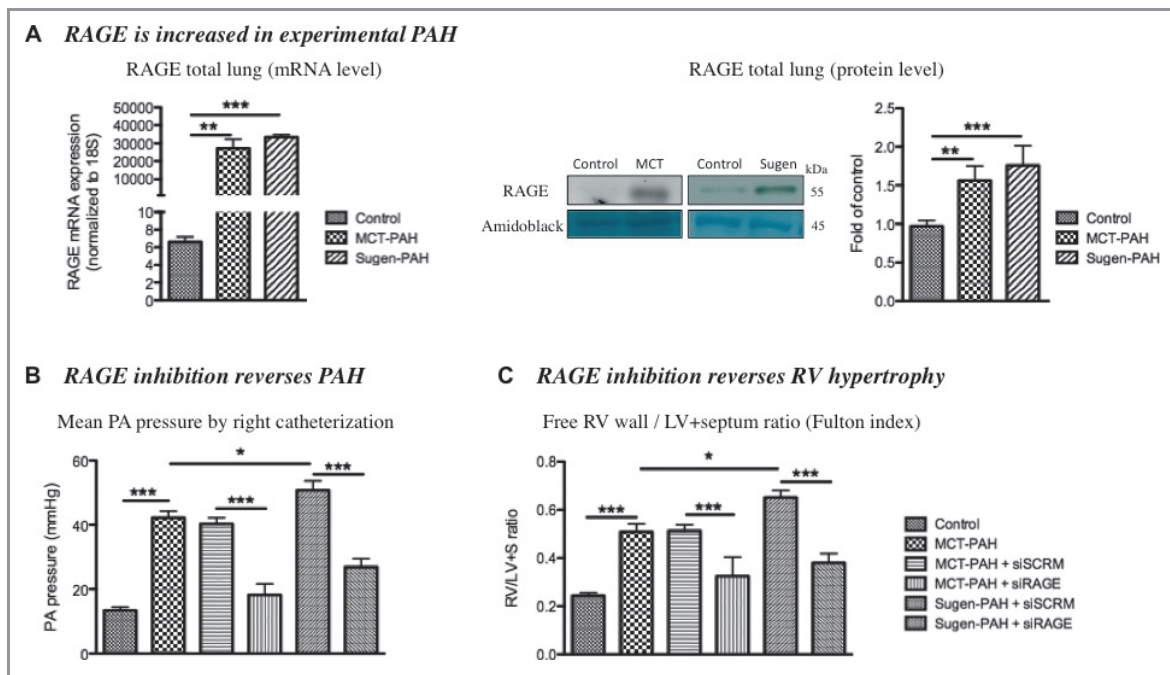 A RAGE is increased in experimental PAH
RAGE total lung (mRNA level)
RAGE mRNA expression
(normalized to 18S)
50000
40000
30000
20000
10000
10
8
6
4
2
0
***
**
Control
MCT-PAH
Sugen-PAH
RAGE total lung (protein level)
Control MCT Control Sugen kDa
RAGE 55
Amidoblack 45
Fold of control
2.5
2.0
1.5
1.0
0.5
0.0
***
**
Control
MCT-PAH
Sugen-PAH
B RAGE inhibition reverses PAH
Mean PA pressure by right catheterization
PA pressure (mmHg)
60
40
20
0
*
***
***
***
C RAGE inhibition reverses RV hypertrophy
Free RV wall / LV+septum ratio (Fulton index)
RV/LV+S ratio
0.8
0.6
0.4
0.2
0.0
*
***
***
***
Control
MCT-PAH
MCT-PAH + siSCRM
MCT-PAH + siRAGE
Sugen-PAH + siSCRM
Sugen-PAH + siRAGE